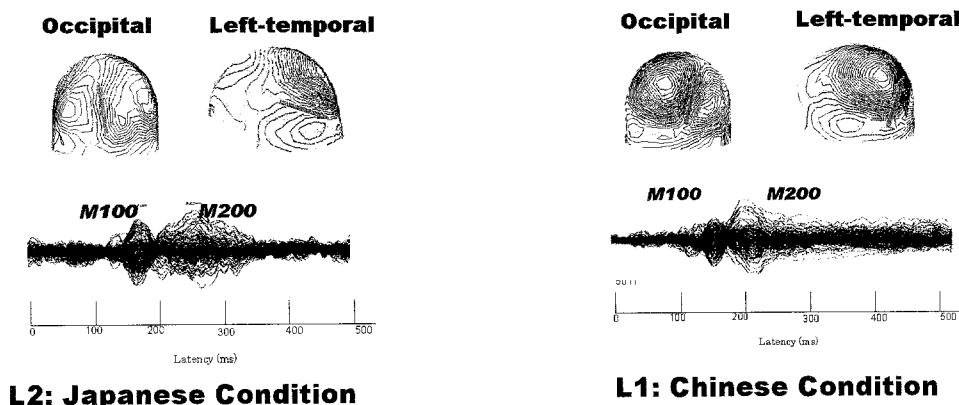 Occipital Left-temporal
M100 M200
0 100 200 300 400 500
Latency (ms)
L2: Japanese Condition
Occipital Left-temporal
M100 M200
0 100 200 300 400 500
Latency (ms)
L1: Chinese Condition